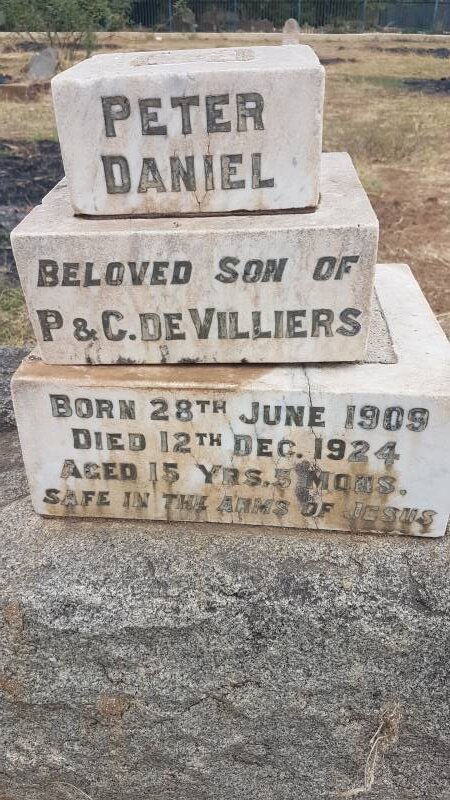 PETER
DANIEL
BELOVED SON OF
P & C. DE VILLIERS
BORN 28TH JUNE 1909
DIED 12TH DEC. 1924
AGED 15 YRS. 5 MONS.
SAFE IN THE ARMS OF JESUS